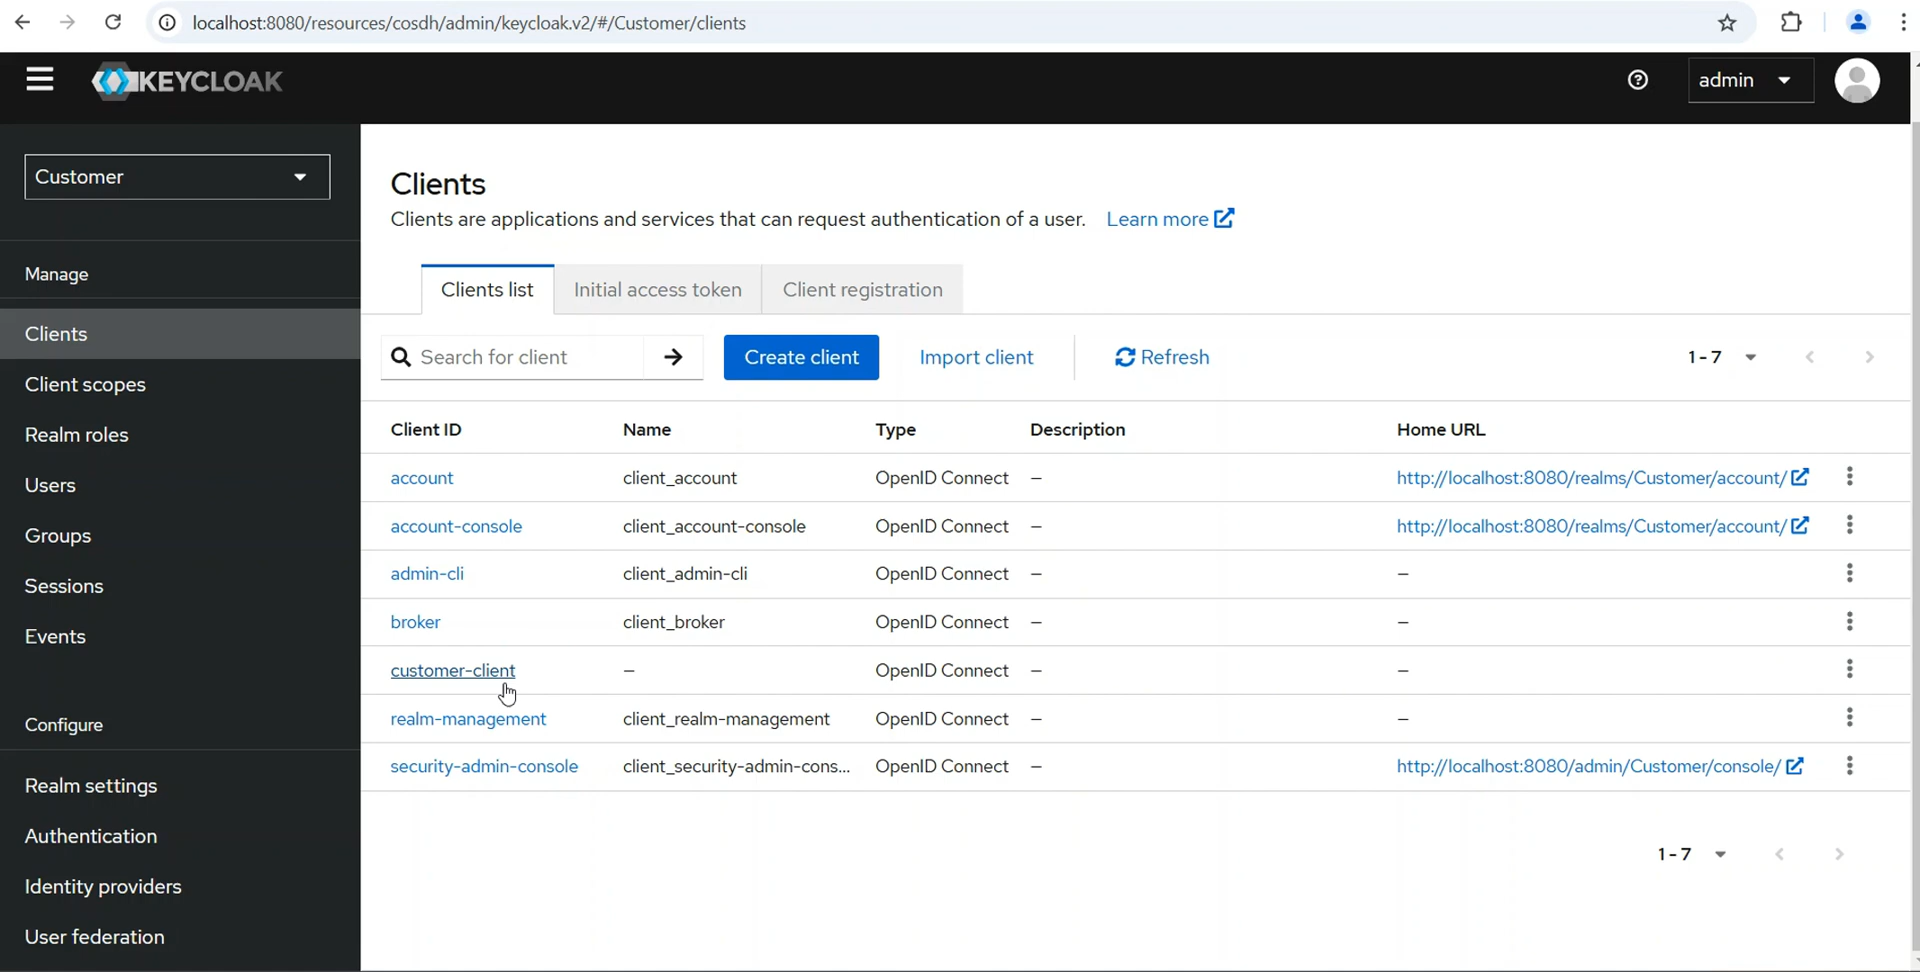 localhost:8080/resources/cosdh/admin/keycloak.v2/#/Customer/clients
KEYCLOAK
admin
Customer
Manage
Clients
Client scopes
Realm roles
Users
Groups
Sessions
Events
Configure
Realm settings
Authentication
Identity providers
User federation
Clients
Clients are applications and services that can request authentication of a user. Learn more
Clients list Initial access token Client registration
Search for client Create client Import client Refresh 1 - 7
Client ID Name Type Description Home URL
account client_account OpenID Connect – http://localhost:8080/realms/Customer/account/
account-console client_account-console OpenID Connect – http://localhost:8080/realms/Customer/account/
admin-cli client_admin-cli OpenID Connect – –
broker client_broker OpenID Connect – –
customer-client – OpenID Connect – –
realm-management client_realm-management OpenID Connect – –
security-admin-console client_security-admin-cons... OpenID Connect – http://localhost:8080/admin/Customer/console/
1 - 7